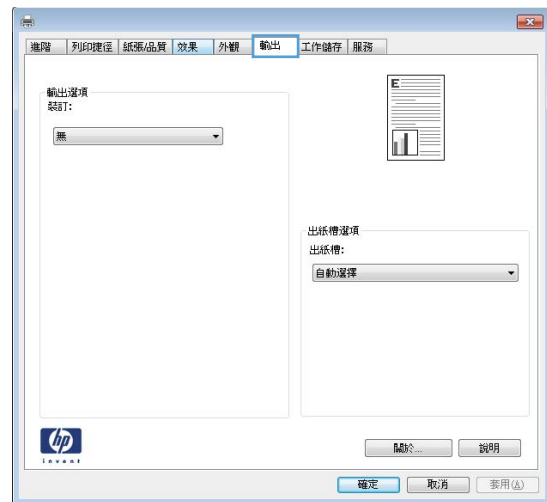 進階 列印捷徑 紙張/品質 效果 外觀 輸出 工作儲存 服務
輸出選項
裝訂:
無
E
出紙槽選項
出紙槽:
自動選擇
hp
invent
關於... 說明
確定 取消 套用(A)